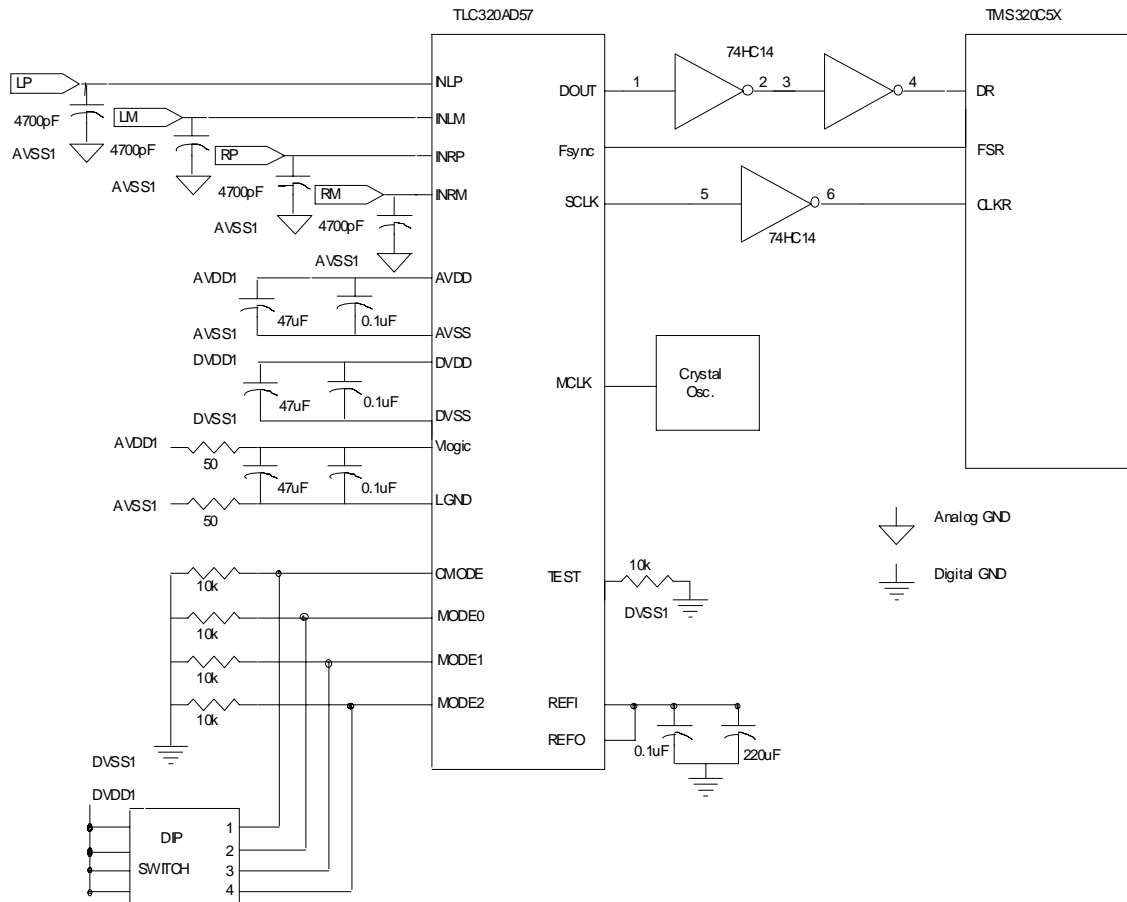 TLC320AD57
TMS320C5X
74HC14
LP
INLP
DOUT
1
2
3
4
DR
4700pF
LM
INLM
AVSS1
4700pF
RP
INRP
Fsync
FSR
AVSS1
4700pF
RM
INRM
SCLK
5
6
CLKR
AVSS1
4700pF
74HC14
AVSS1
AVDD1
AVDD
47uF
0.1uF
AVSS1
AVSS
DVDD1
DVDD
MCLK
Crystal
Osc.
47uF
0.1uF
DVSS1
DVSS
AVDD1
Vlogic
50
47uF
0.1uF
AVSS1
LGND
50
Analog GND
Digital GND
CMODE
TEST
10k
10k
DVSS1
MODE0
10k
MODE1
10k
MODE2
REFI
10k
REFO
0.1uF
220uF
DVSS1
DVDD1
DIP
SWITCH
1
2
3
4